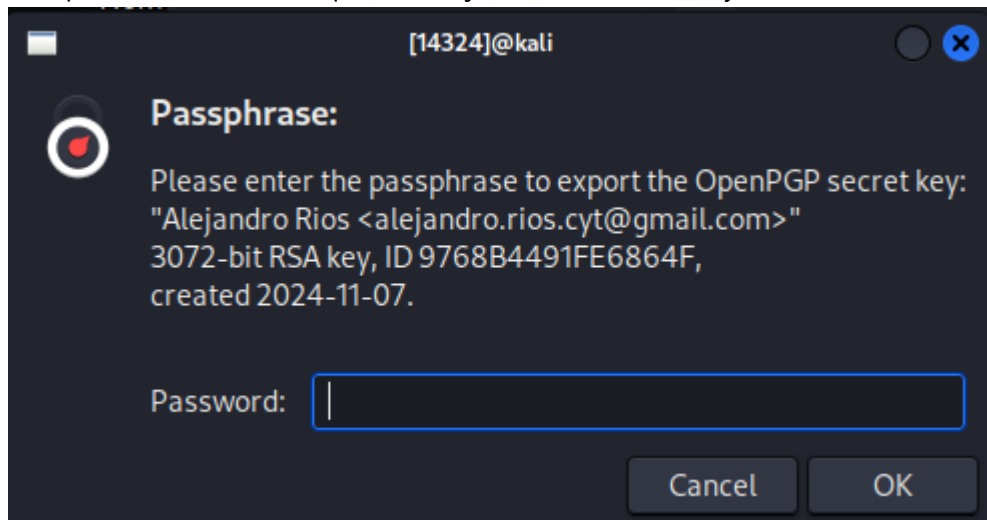 [14324]@kali
Passphrase:
Please enter the passphrase to export the OpenPGP secret key:
"Alejandro Rios <alejandro.rios.cyt@gmail.com>"
3072-bit RSA key, ID 9768B4491FE6864F,
created 2024-11-07.
Password:
Cancel OK